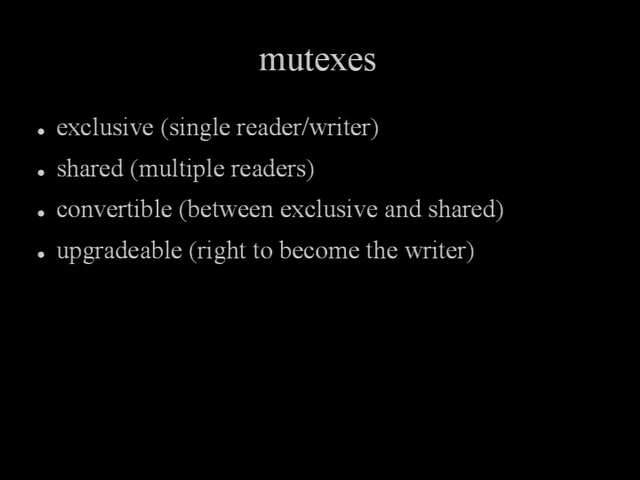 mutexes
exclusive (single reader/writer)
shared (multiple readers)
convertible (between exclusive and shared)
upgradeable (right to become the writer)